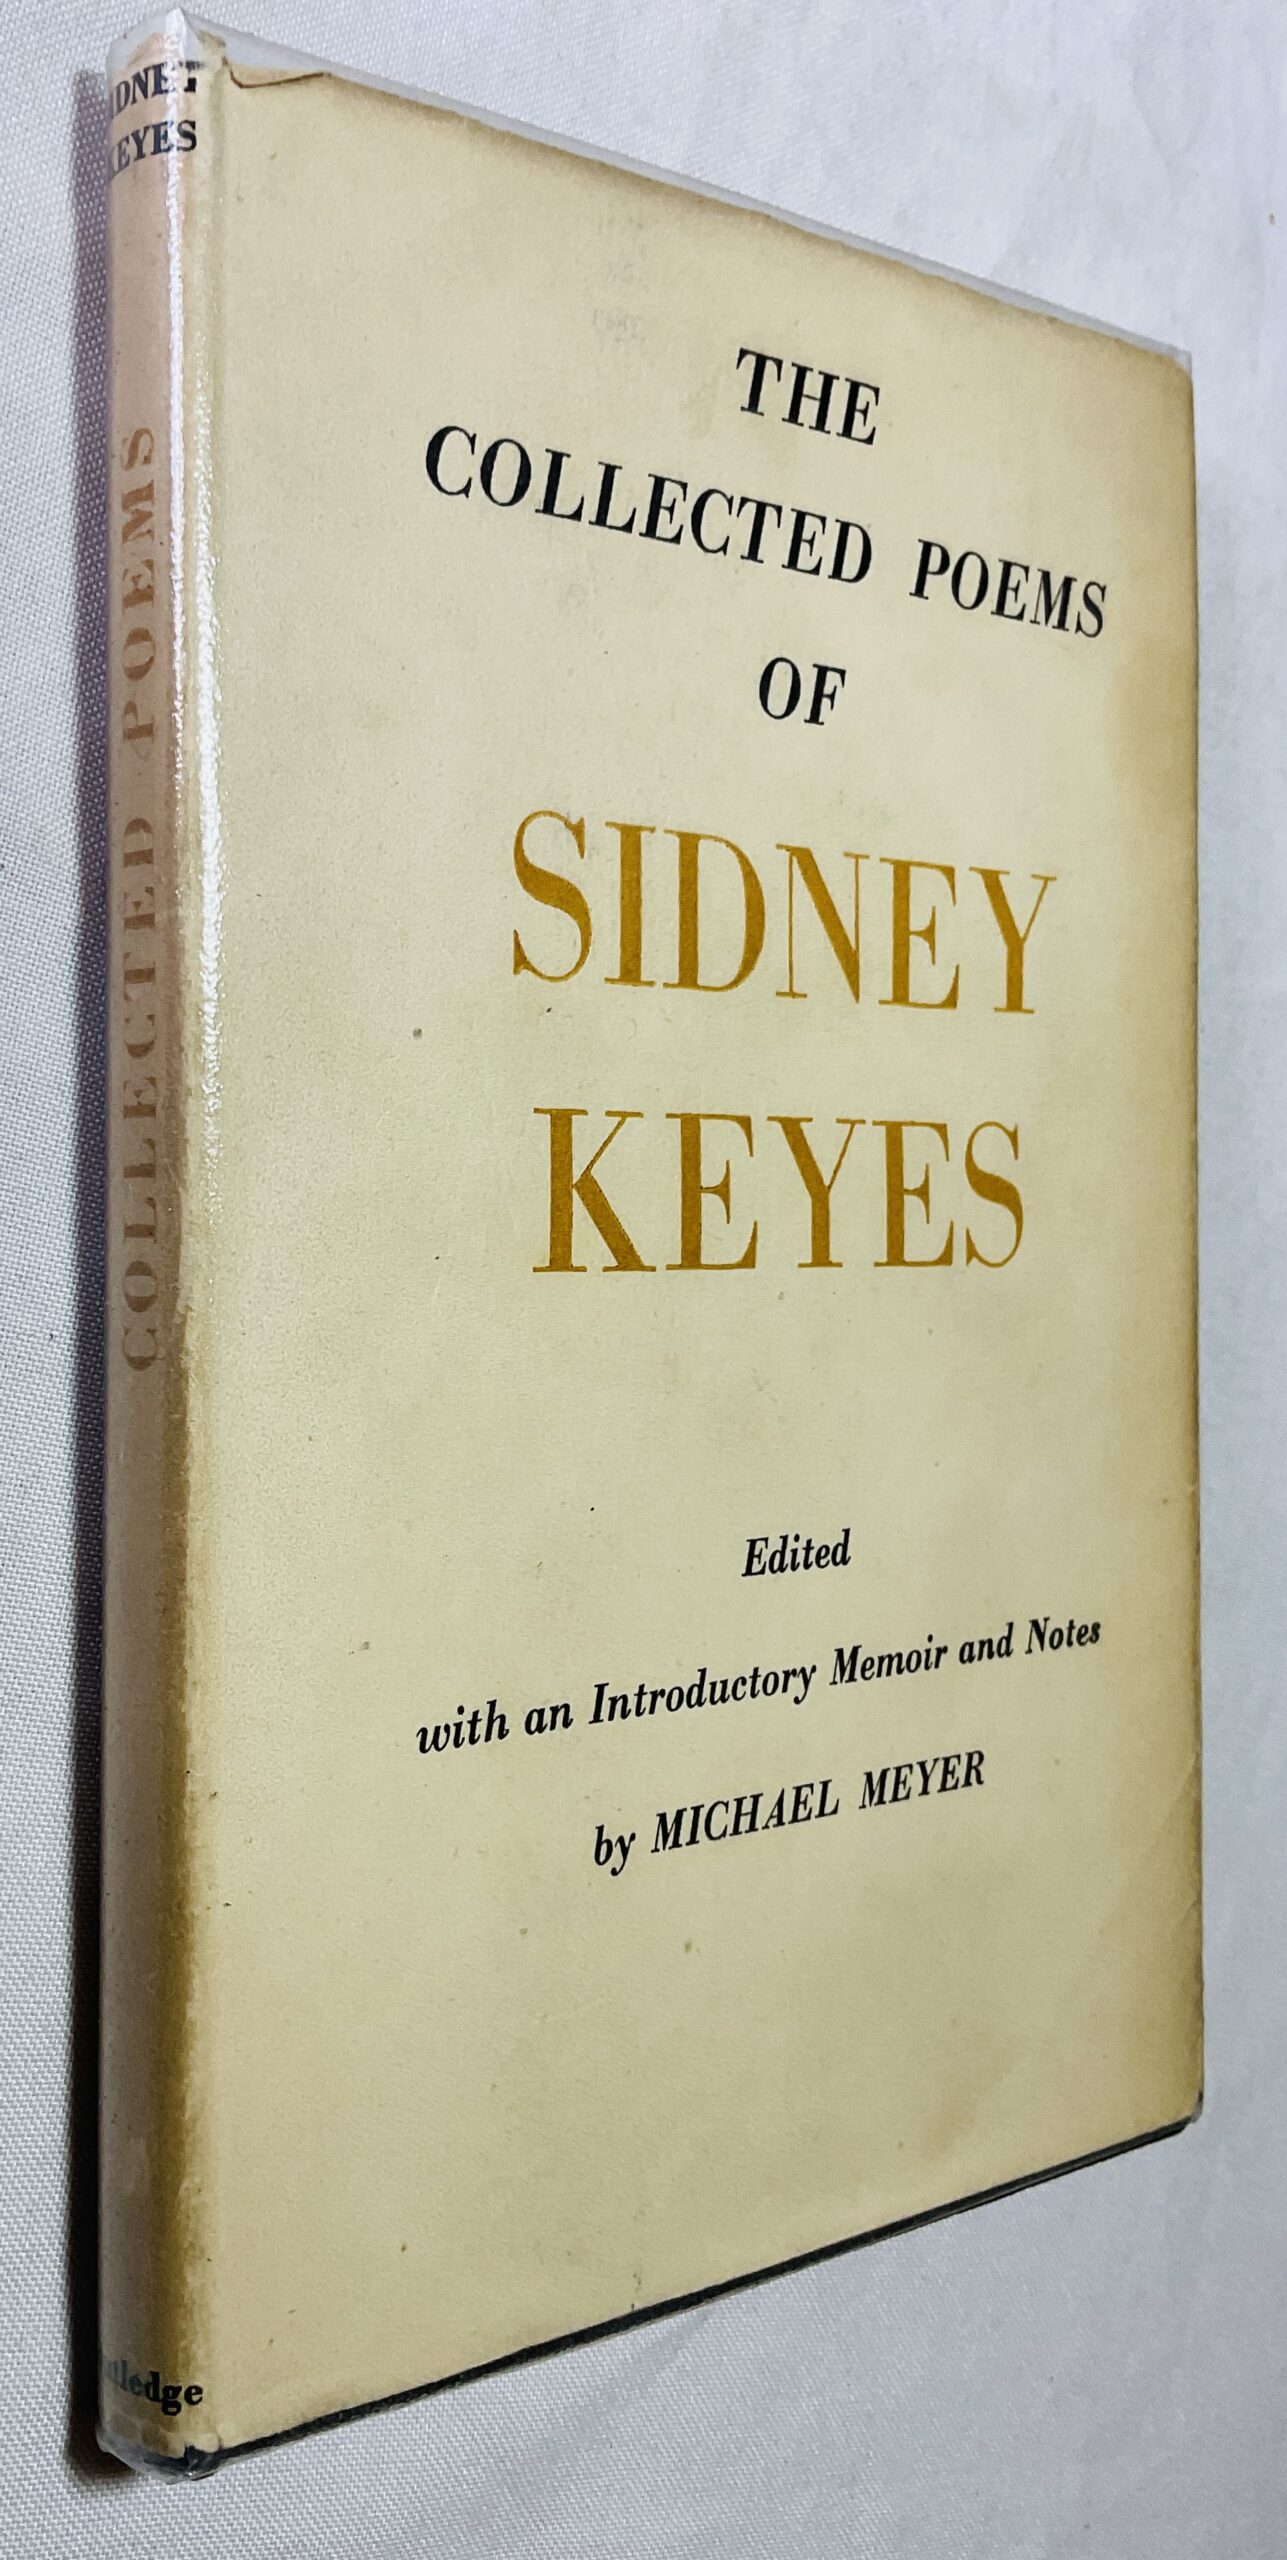 THE
COLLECTED POEMS
OF
SIDNEY
KEYES
Edited
with an Introductory Memoir and Notes
by MICHAEL MEYER
COLLECTED POEMS